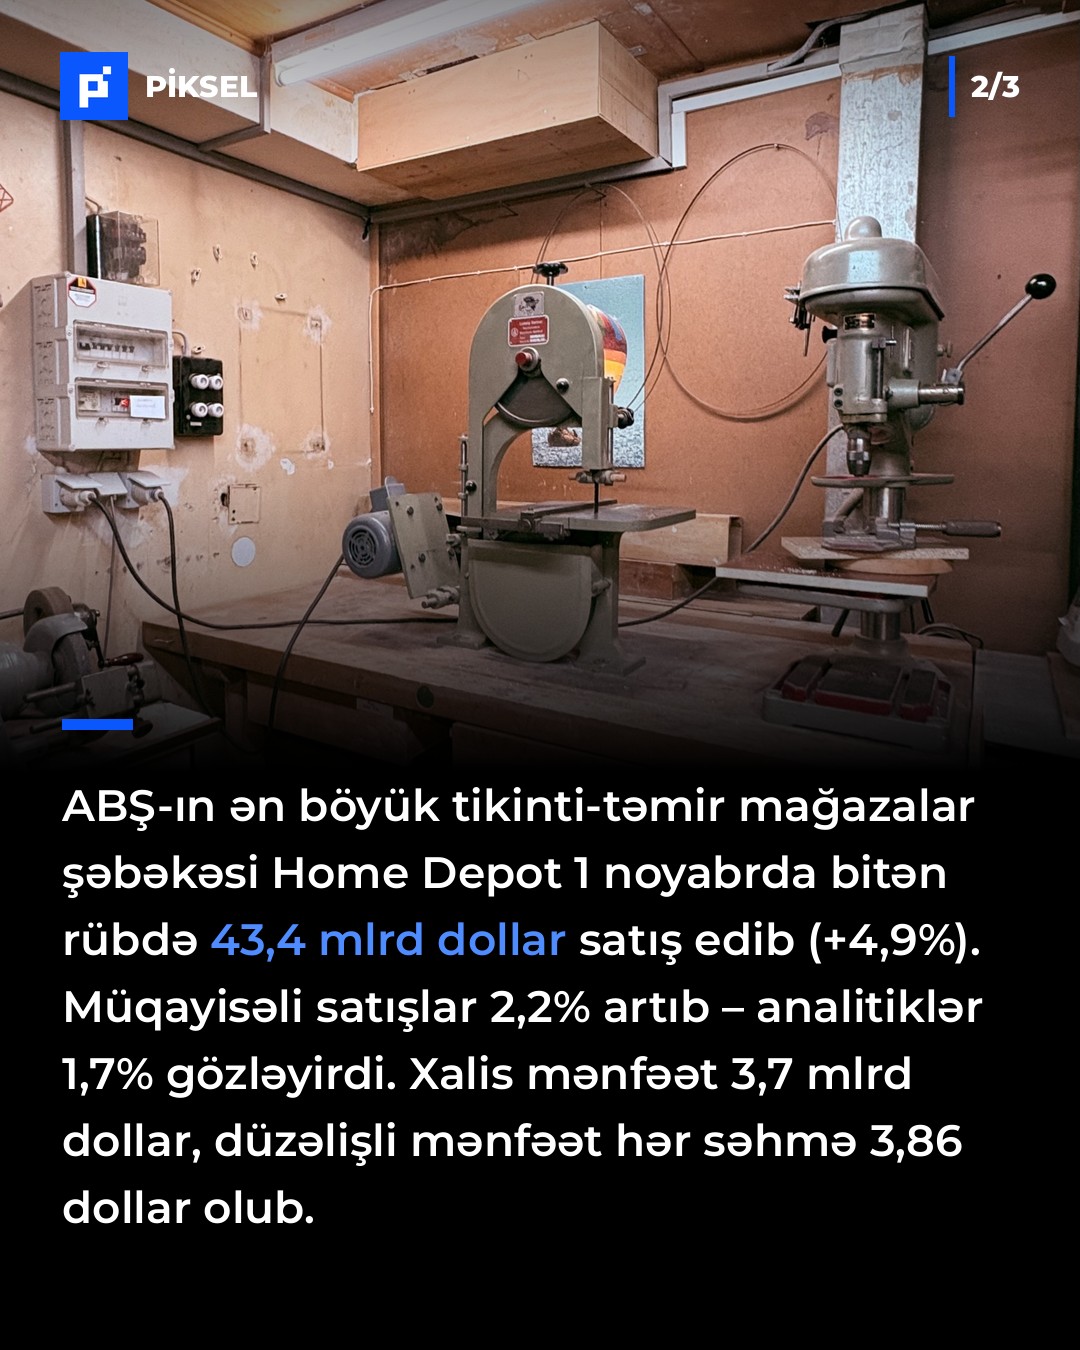 PİKSEL
2/3
ABŞ-ın ən böyük tikinti-təmir mağazalar
şəbəkəsi Home Depot 1 noyabrda bitən
rübdə 43,4 mlrd dollar satış edib (+4,9%).
Müqayisəli satışlar 2,2% artıb – analitiklər
1,7% gözləyirdi. Xalis mənfəət 3,7 mlrd
dollar, düzəlişli mənfəət hər səhmə 3,86
dollar olub.